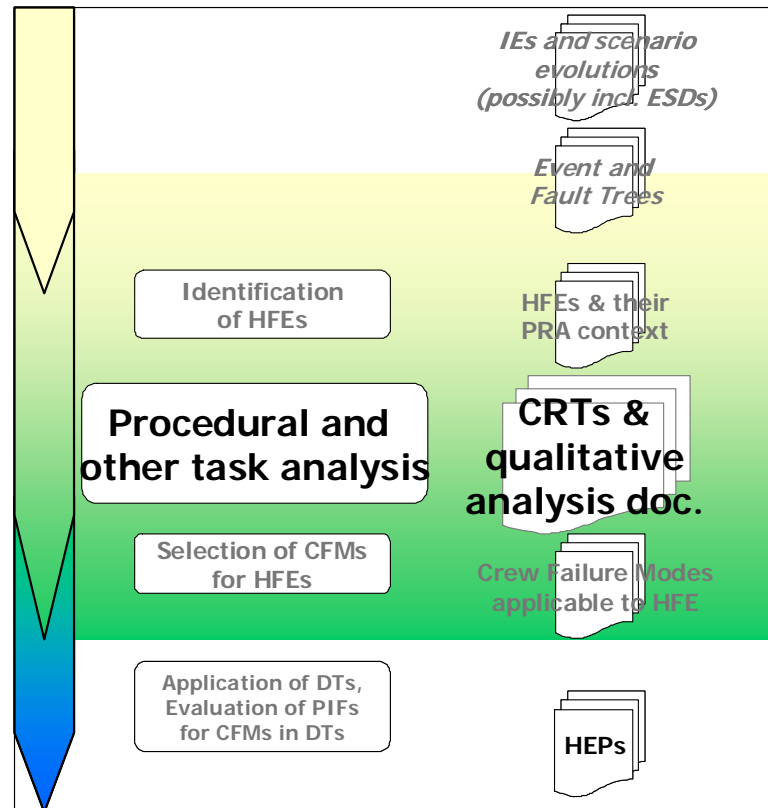 IEs and scenario
evolutions
(possibly incl. ESDs)
Event and
Fault Trees
Identification
of HFEs
HFEs & their
PRA context
Procedural and
other task analysis
CRTs &
qualitative
analysis doc.
Selection of CFMs
for HFEs
Crew Failure Modes
applicable to HFE
Application of DTs,
Evaluation of PIFs
for CFMs in DTs
HEPs